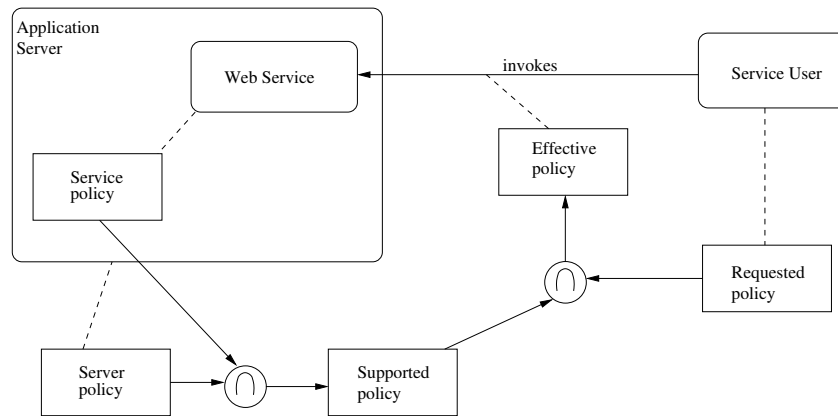 Application
Server
Web Service
invokes
Service User
Service
policy
Effective
policy
Requested
policy
Server
policy
Supported
policy